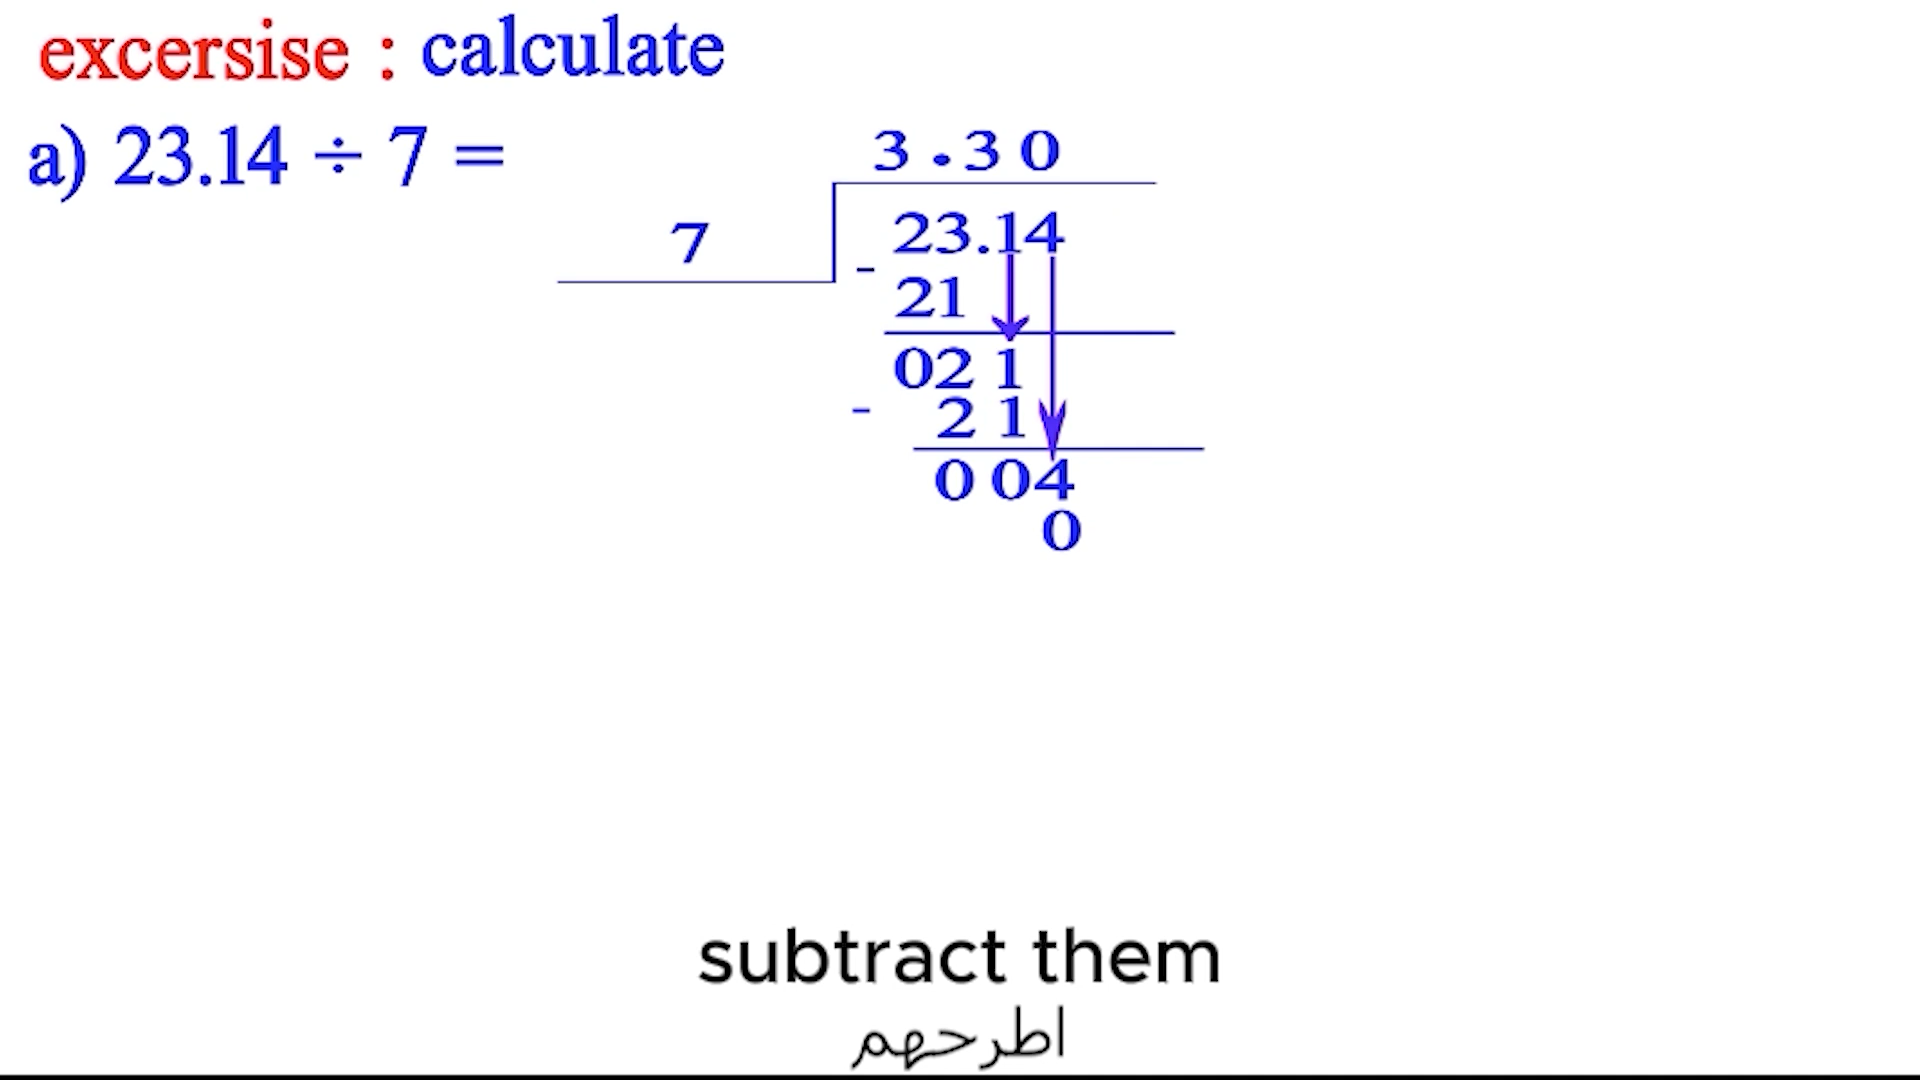 excersise : calculate
a) 23.14 ÷ 7 =
3.30
7
23.14
-
21
021
-
21
004
0
subtract them
اطرحهم